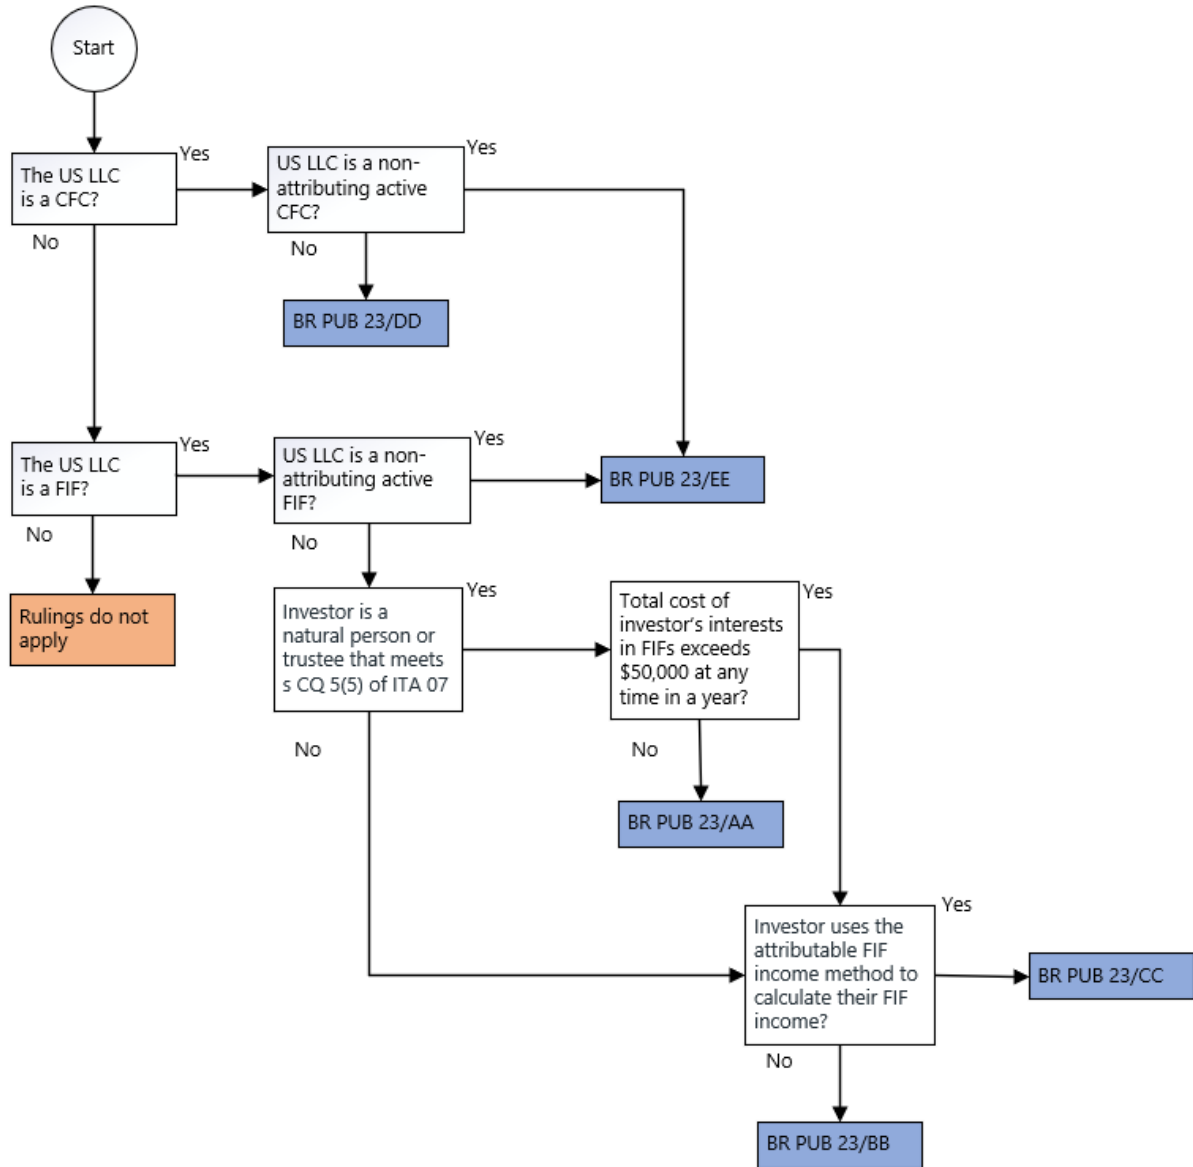 Start
The US LLC
is a CFC?
Yes
No
US LLC is a non-
attributing active
CFC?
Yes
No
BR PUB 23/DD
The US LLC
is a FIF?
Yes
No
US LLC is a non-
attributing active
FIF?
Yes
No
BR PUB 23/EE
Rulings do not
apply
Investor is a
natural person or
trustee that meets
s CQ 5(5) of ITA 07
Yes
No
Total cost of
investor's interests
in FIFs exceeds
$50,000 at any
time in a year?
Yes
No
BR PUB 23/AA
Investor uses the
attributable FIF
income method to
calculate their FIF
income?
Yes
No
BR PUB 23/CC
BR PUB 23/BB